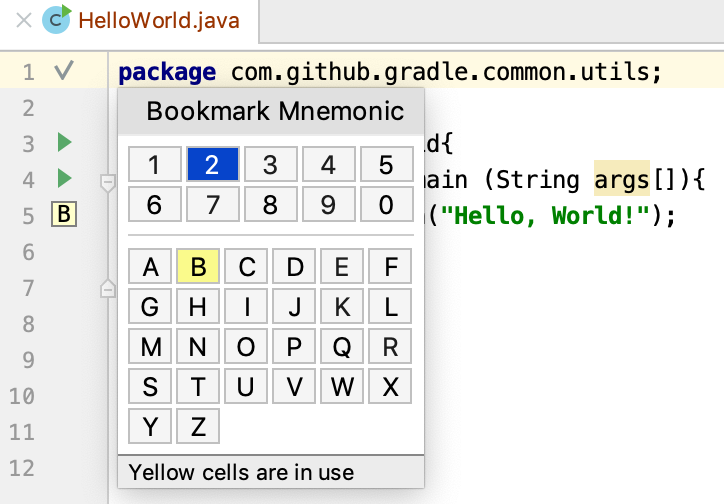 HelloWorld.java
1 package com.github.gradle.common.utils;
2
3 d{
4 main (String args[]){
5 B ("Hello, World!");
6
7
8
9
10
11
12
Bookmark Mnemonic
1 2 3 4 5
6 7 8 9 0
A B C D E F
G H I J K L
M N O P Q R
S T U V W X
Y Z
Yellow cells are in use